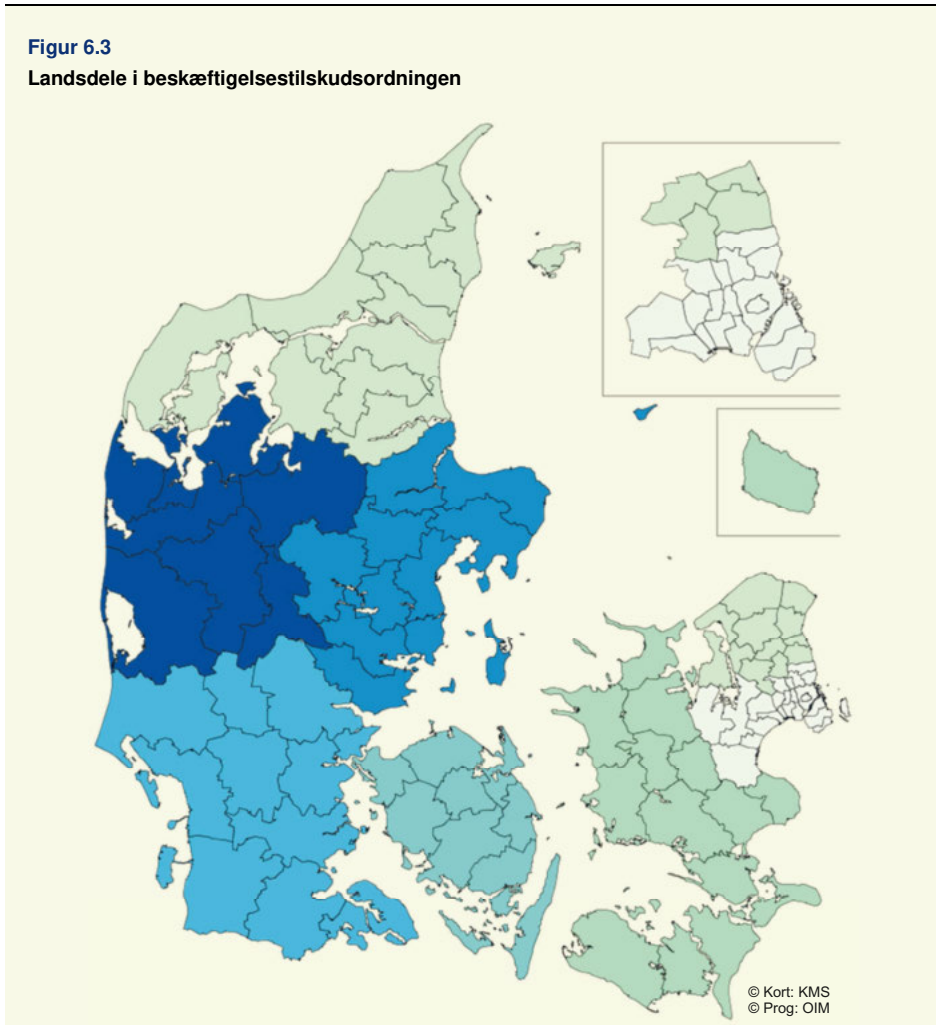 Figur 6.3
Landsdele i beskæftigelsestilskudsordningen
© Kort: KMS
© Prog: OIM